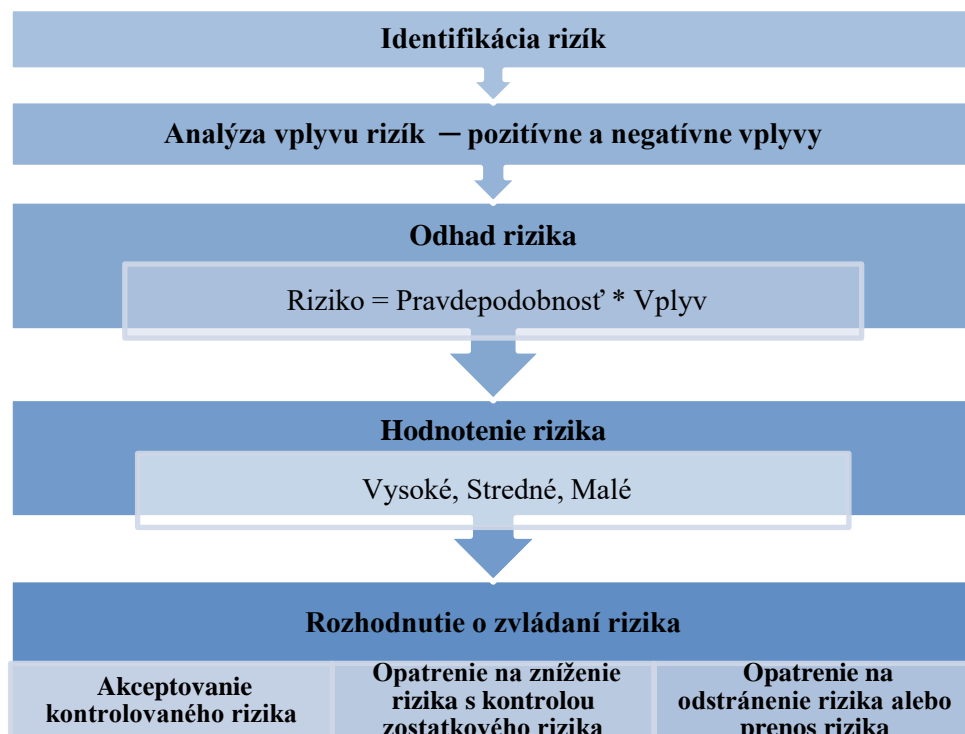 Identifikácia rizík
Analýza vplyvu rizík — pozitívne a negatívne vplyvy
Odhad rizika
Riziko = Pravdepodobnosť * Vplyv
Hodnotenie rizika
Vysoké, Stredné, Malé
Rozhodnutie o zvládaní rizika
Akceptovanie
kontrolovaného rizika
Opatrenie na zníženie
rizika s kontrolou
zostatkového rizika
Opatrenie na
odstránenie rizika alebo
prenos rizika